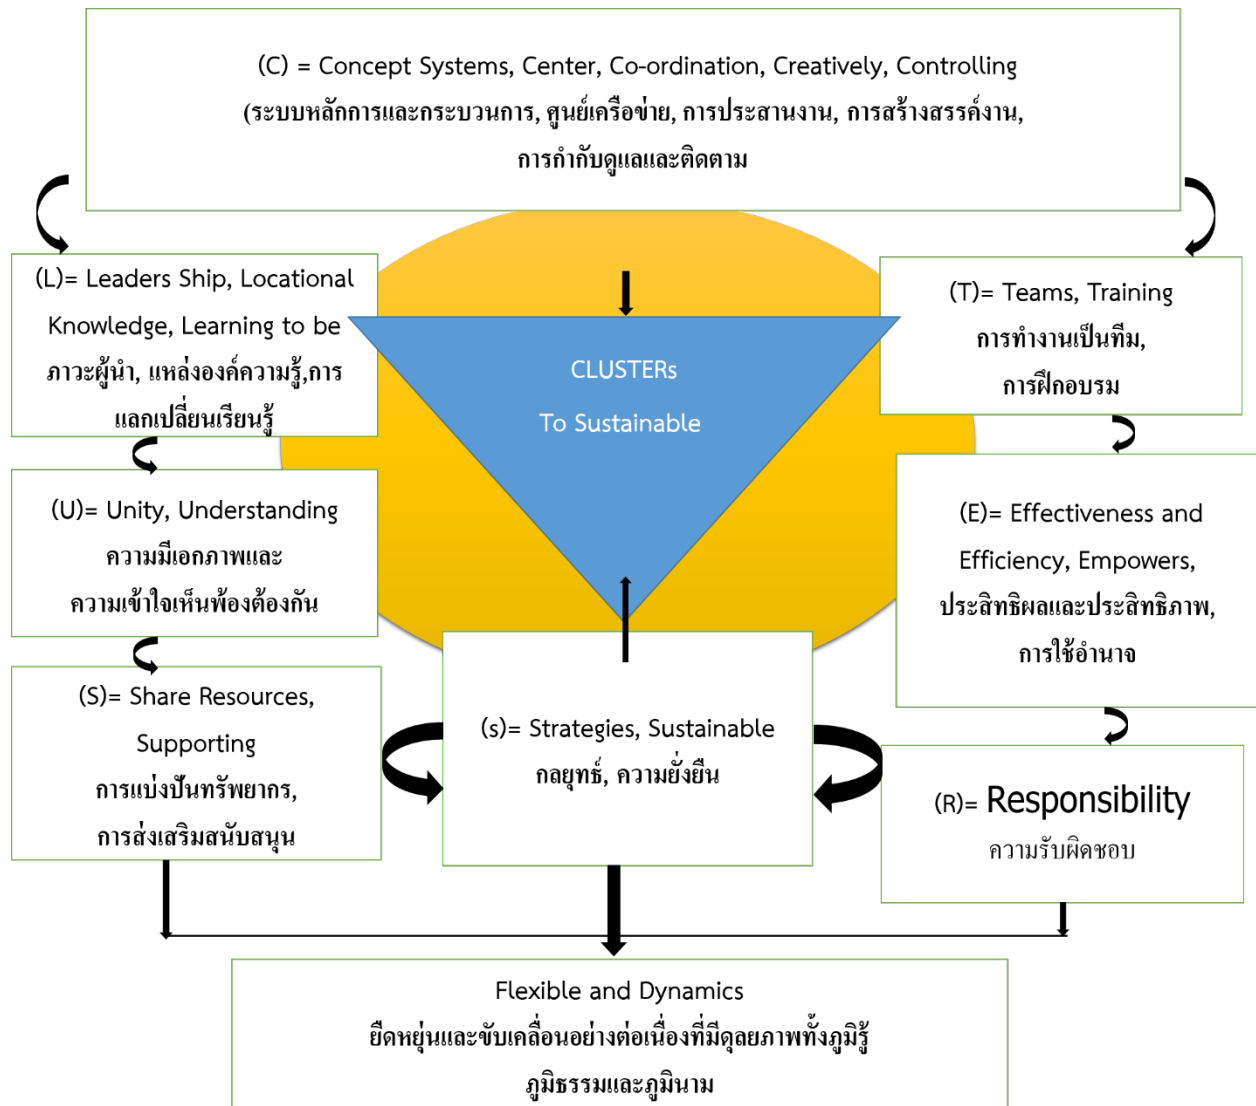 (C) = Concept Systems, Center, Co-ordination, Creatively, Controlling
(ระบบหลักการและกระบวนการ, ศูนย์เครือข่าย, การประสานงาน, การสร้างสรรค์งาน,
การกำกับดูแลและติดตาม
(L)= Leaders Ship, Locational
Knowledge, Learning to be
ภาวะผู้นำ, แหล่งองค์ความรู้,การ
แลกเปลี่ยนเรียนรู้
CLUSTERs
To Sustainable
(T)= Teams, Training
การทำงานเป็นทีม,
การฝึกอบรม
(U)= Unity, Understanding
ความมีเอกภาพและ
ความเข้าใจเห็นพ้องต้องกัน
(E)= Effectiveness and
Efficiency, Empowers,
ประสิทธิผลและประสิทธิภาพ,
การใช้อำนาจ
(S)= Share Resources,
Supporting
การแบ่งปันทรัพยากร,
การส่งเสริมสนับสนุน
(s)= Strategies, Sustainable
กลยุทธ์, ความยั่งยืน
(R)= Responsibility
ความรับผิดชอบ
Flexible and Dynamics
ยืดหยุ่นและขับเคลื่อนอย่างต่อเนื่องที่มีดุลยภาพทั้งภูมิรู้
ภูมิธรรมและภูมินาม